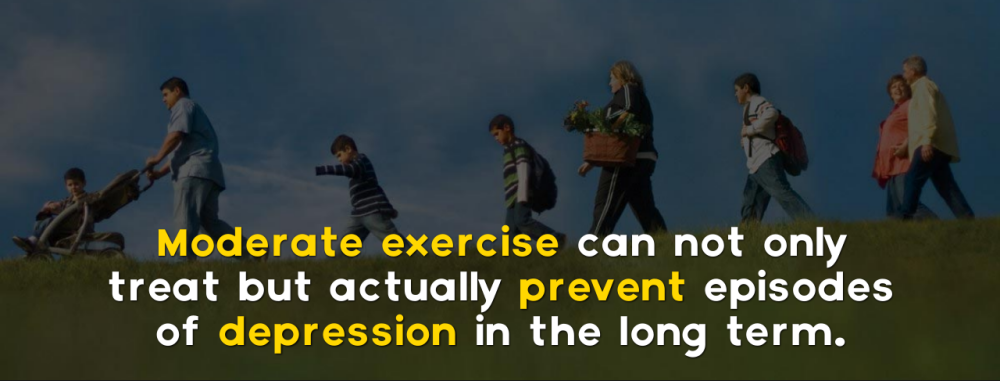 Moderate exercise can not only
treat but actually prevent episodes
of depression in the long term.